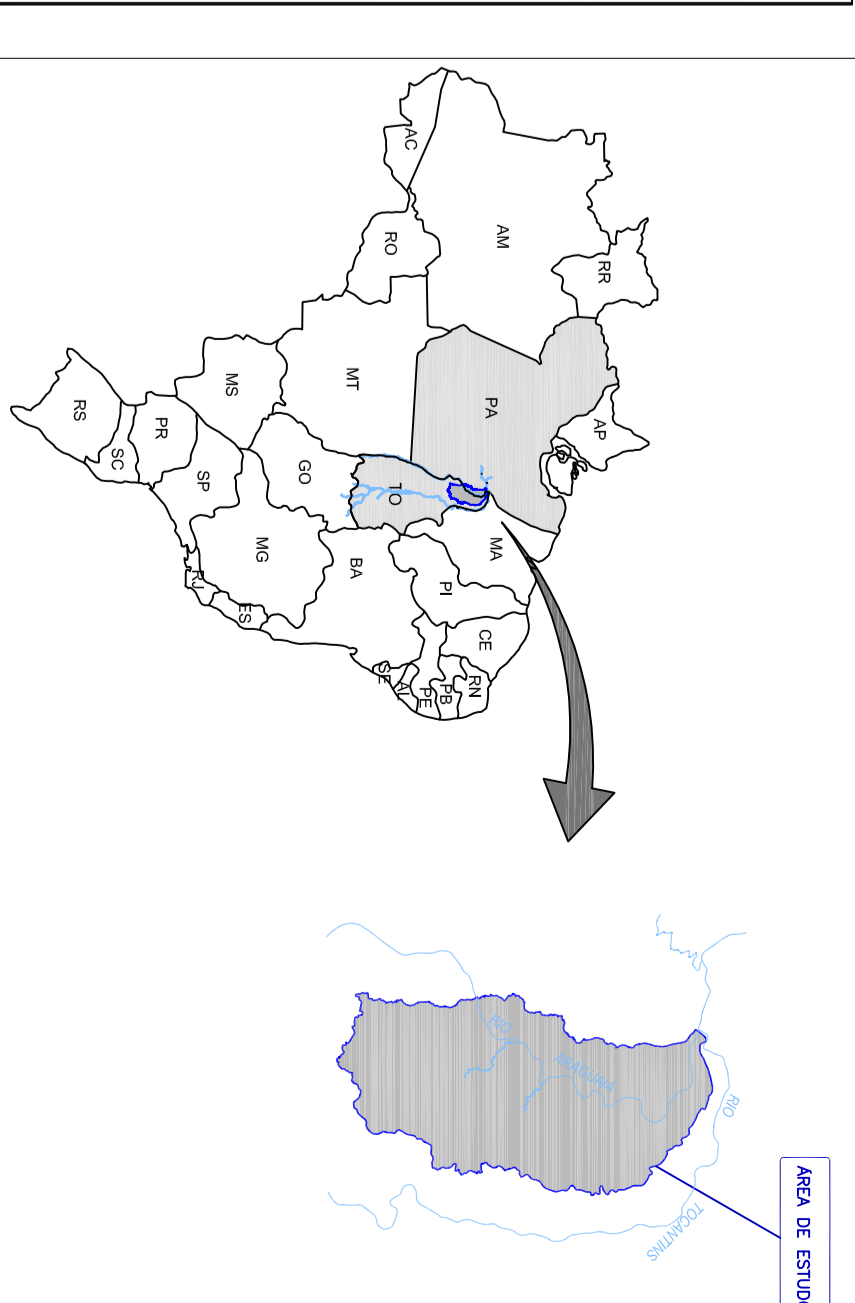 AC
AM
RR
RO
AP
PA
MT
MS
RS
PR
SC
SP
GO
TO
MA
MG
BA
PI
CE
RJ
ES
SE
AL
PE
PB
RN
RIO
ARAGUAIA
RIO
TOCANTINS
ÁREA DE ESTUDO